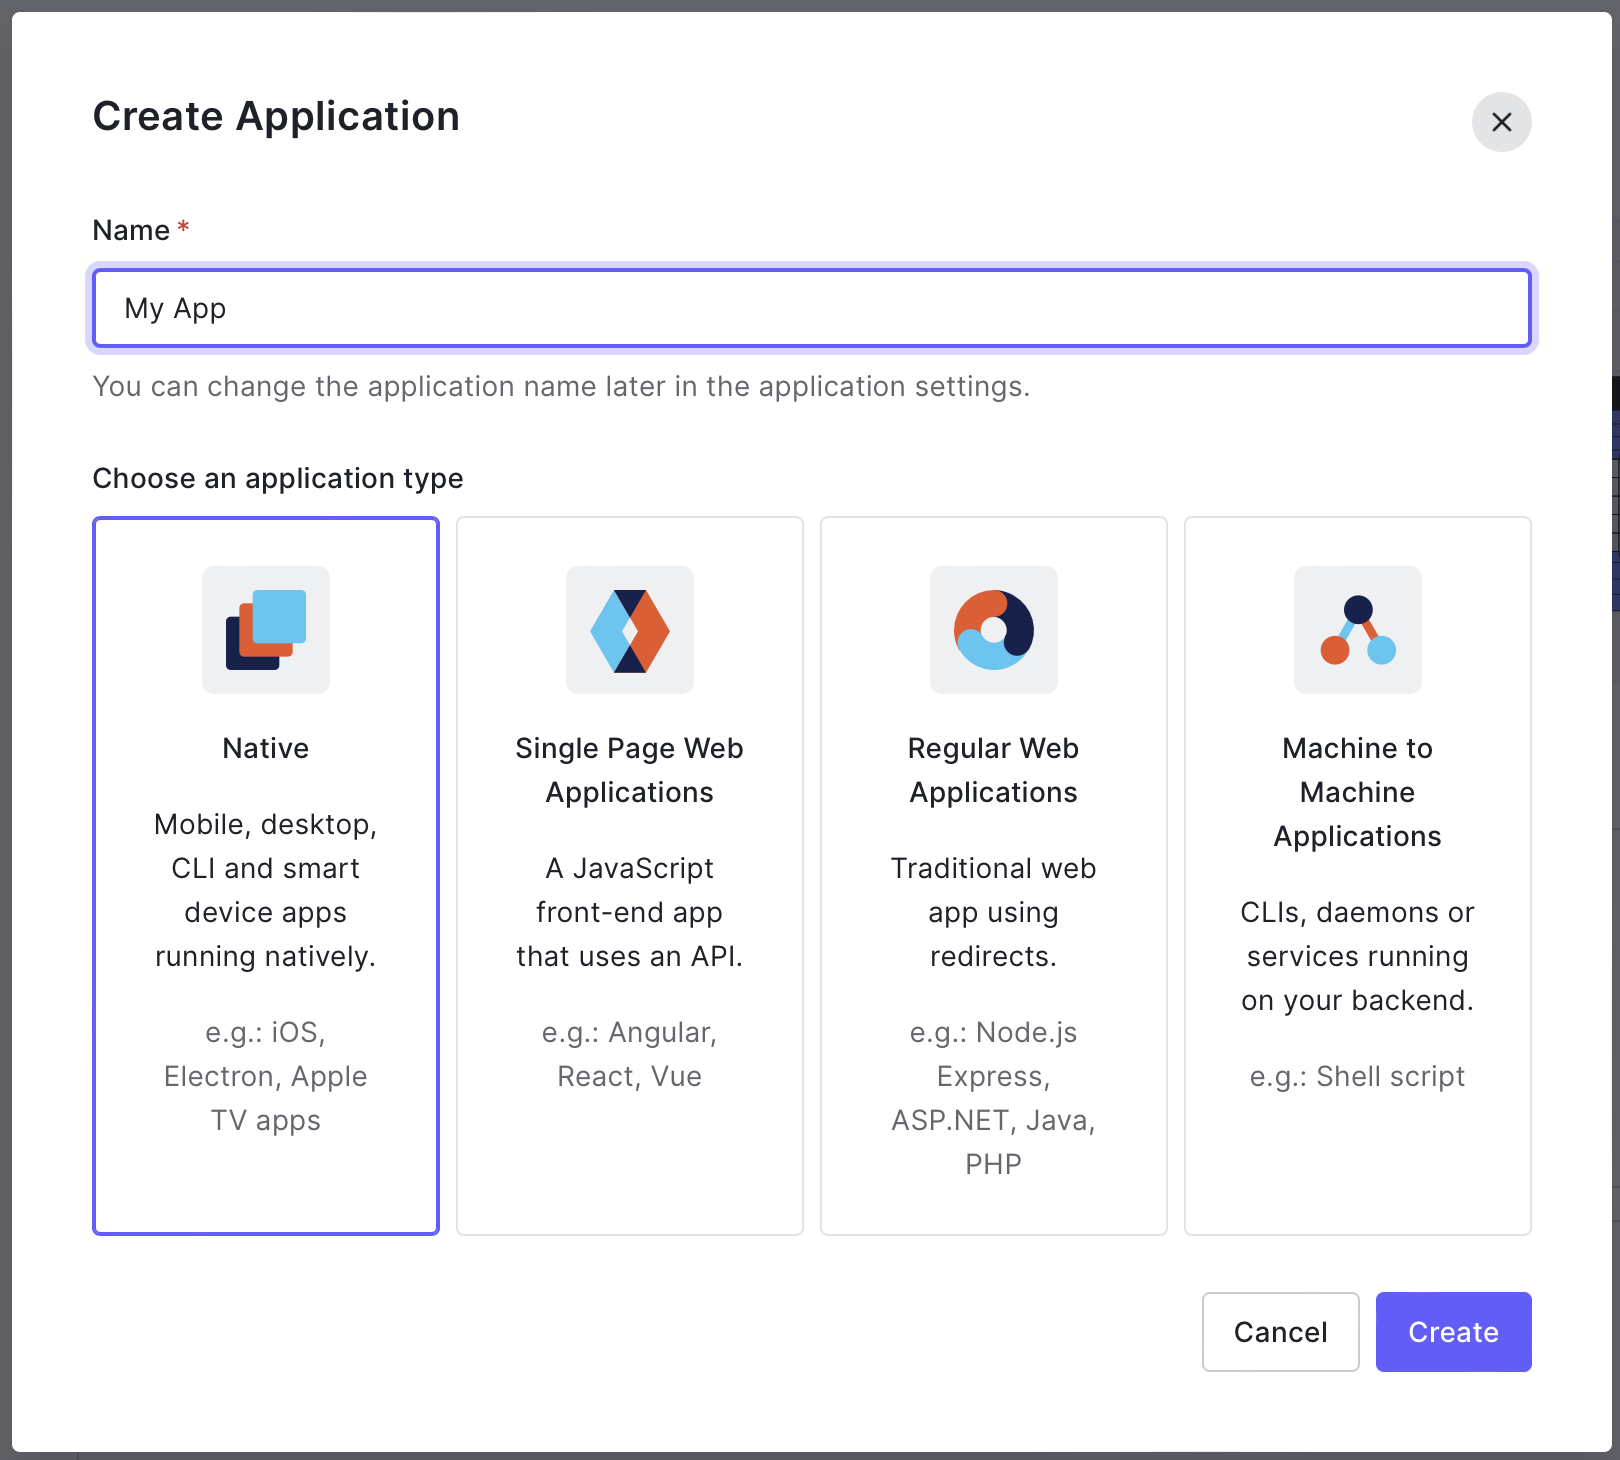 Create Application
Name *
My App
You can change the application name later in the application settings.
Choose an application type
Native
Mobile, desktop,
CLI and smart
device apps
running natively.
e.g.: iOS,
Electron, Apple
TV apps
Single Page Web
Applications
A JavaScript
front-end app
that uses an API.
e.g.: Angular,
React, Vue
Regular Web
Applications
Traditional web
app using
redirects.
e.g.: Node.js
Express,
ASP.NET, Java,
PHP
Machine to
Machine
Applications
CLIs, daemons or
services running
on your backend.
e.g.: Shell script
Cancel
Create